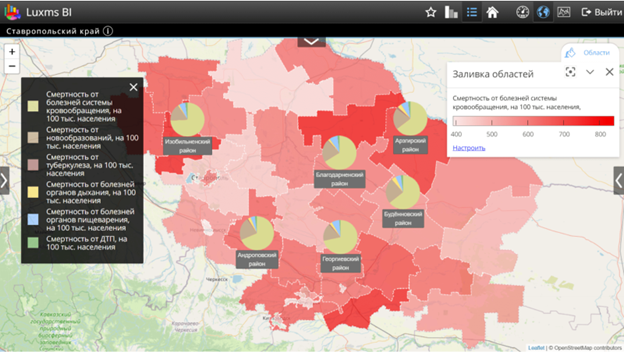 Luxms BI
Выйти
Ставропольский край
+
−
Области
Заливка областей
Смертность от болезней системы
кровообращения, на 100 тыс. населения,
400 500 600 700 800
Настроить
Смертность от
болезней системы
кровообращения, на
100 тыс. населения
Смертность от
новообразований, на 100
тыс. населения
Смертность от
туберкулеза, на 100 тыс.
населения
Смертность от болезней
органов дыхания, на 100
тыс. населения
Смертность от болезней
органов пищеварения, на
100 тыс. населения
Смертность от ДТП, на
100 тыс. населения
Изобильненский
район
Арзгирский
район
Благодарненский
район
Будённовский
район
Андроповский
район
Георгиевский
район
Черкесск
Leaflet | © OpenStreetMap contributors